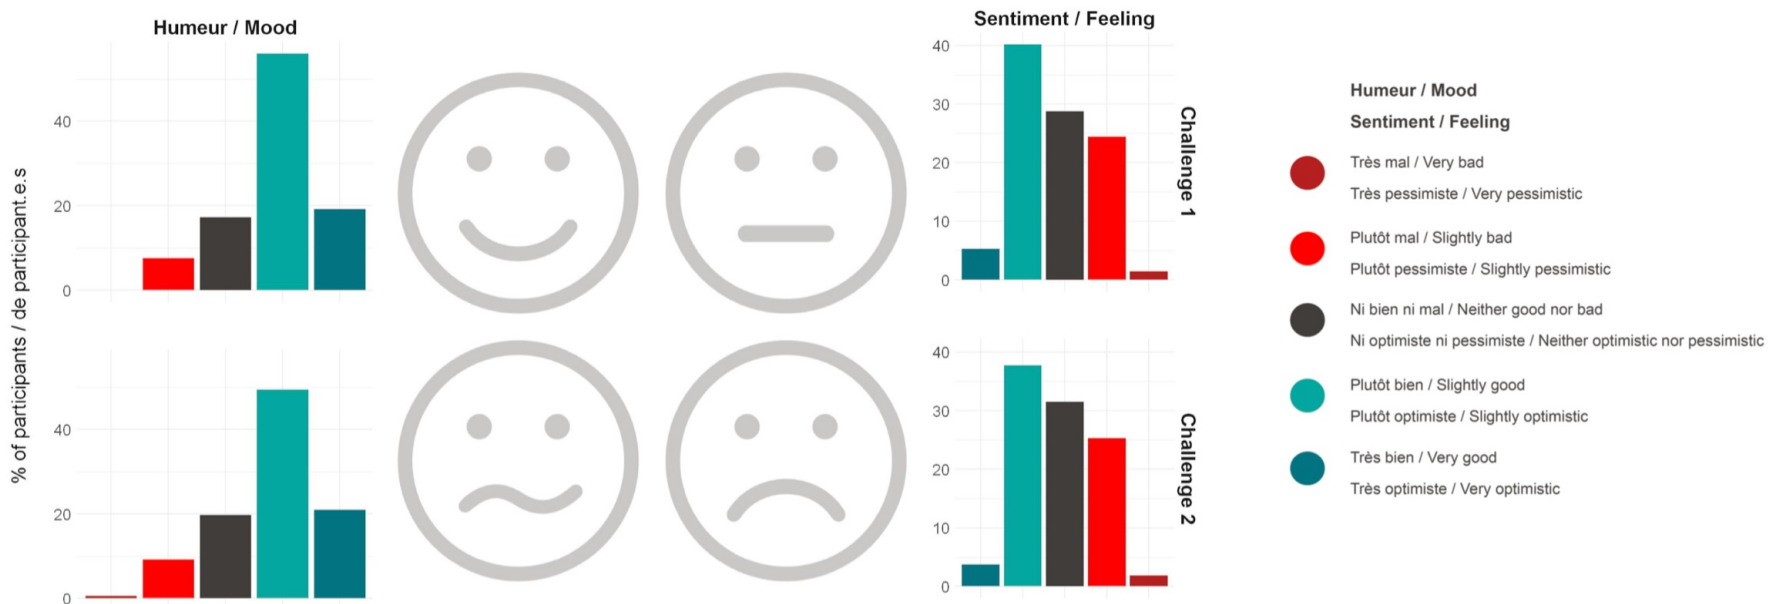 Humeur / Mood
Sentiment / Feeling
% of participants / de participant.e.s
40
20
0
40
30
20
10
0
Challenge 1
40
20
0
40
30
20
10
0
Challenge 2
Humeur / Mood
Sentiment / Feeling
Très mal / Very bad
Très pessimiste / Very pessimistic
Plutôt mal / Slightly bad
Plutôt pessimiste / Slightly pessimistic
Ni bien ni mal / Neither good nor bad
Ni optimiste ni pessimiste / Neither optimistic nor pessimistic
Plutôt bien / Slightly good
Plutôt optimiste / Slightly optimistic
Très bien / Very good
Très optimiste / Very optimistic